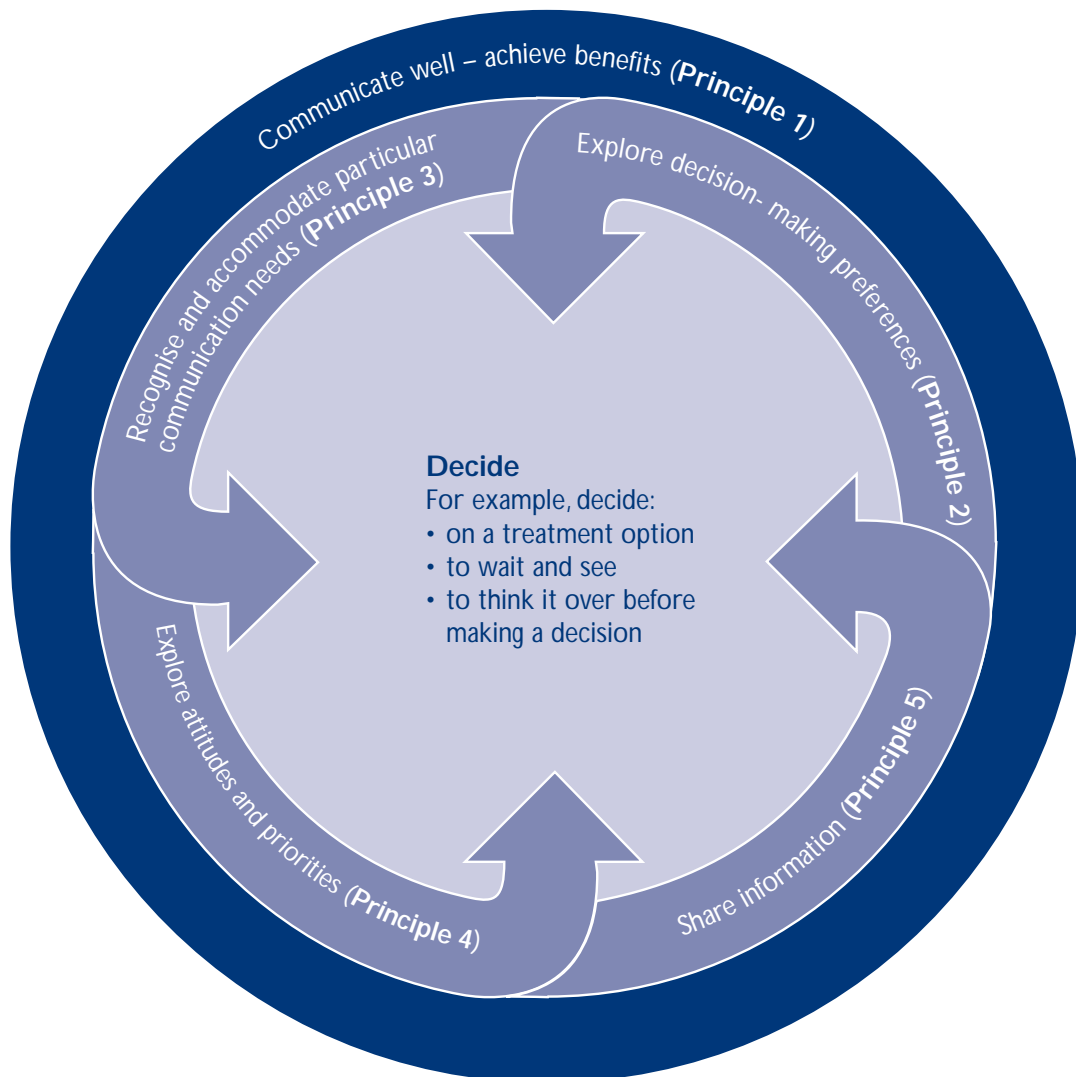 Communicate well – achieve benefits (Principle 1)
Explore decision- making preferences (Principle 2)
Recognise and accommodate particular
communication needs (Principle 3)
Explore attitudes and priorities (Principle 4)
Share information (Principle 5)
Decide
For example, decide:
• on a treatment option
• to wait and see
• to think it over before
making a decision